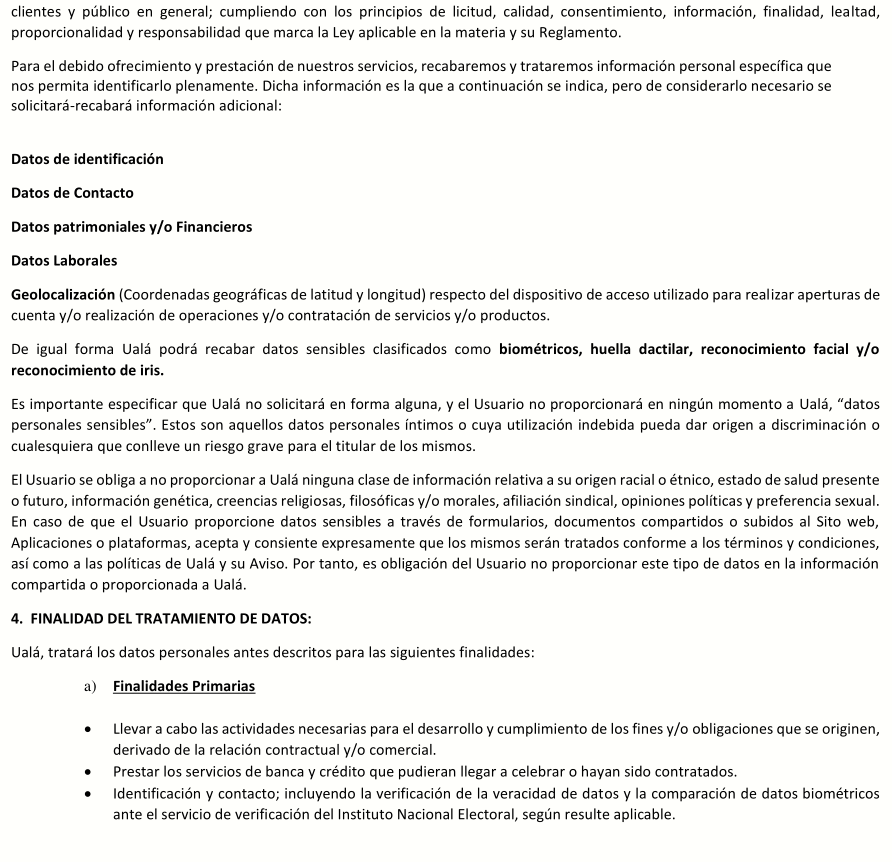 clientes y público en general; cumpliendo con los principios de licitud, calidad, consentimiento, información, finalidad, lealtad,
proporcionalidad y responsabilidad que marca la Ley aplicable en la materia y su Reglamento.
Para el debido ofrecimiento y prestación de nuestros servicios, recabaremos y trataremos información personal específica que
nos permita identificarlo plenamente. Dicha información es la que a continuación se indica, pero de considerarlo necesario se
solicitará-recabará información adicional:
Datos de identificación
Datos de Contacto
Datos patrimoniales y/o Financieros
Datos Laborales
Geolocalización (Coordenadas geográficas de latitud y longitud) respecto del dispositivo de acceso utilizado para realizar aperturas de
cuenta y/o realización de operaciones y/o contratación de servicios y/o productos.
De igual forma Ualá podrá recabar datos sensibles clasificados como biométricos, huella dactilar, reconocimiento facial y/o
reconocimiento de iris.
Es importante especificar que Ualá no solicitará en forma alguna, y el Usuario no proporcionará en ningún momento a Ualá, “datos
personales sensibles”. Estos son aquellos datos personales íntimos o cuya utilización indebida pueda dar origen a discriminación o
cualesquiera que conlleve un riesgo grave para el titular de los mismos.
El Usuario se obliga a no proporcionar a Ualá ninguna clase de información relativa a su origen racial o étnico, estado de salud presente
o futuro, información genética, creencias religiosas, filosóficas y/o morales, afiliación sindical, opiniones políticas y preferencia sexual.
En caso de que el Usuario proporcione datos sensibles a través de formularios, documentos compartidos o subidos al Sito web,
Aplicaciones o plataformas, acepta y consiente expresamente que los mismos serán tratados conforme a los términos y condiciones,
así como a las políticas de Ualá y su Aviso. Por tanto, es obligación del Usuario no proporcionar este tipo de datos en la información
compartida o proporcionada a Ualá.
4. FINALIDAD DEL TRATAMIENTO DE DATOS:
Ualá, tratará los datos personales antes descritos para las siguientes finalidades:
a) Finalidades Primarias
• Llevar a cabo las actividades necesarias para el desarrollo y cumplimiento de los fines y/o obligaciones que se originen,
derivado de la relación contractual y/o comercial.
• Prestar los servicios de banca y crédito que pudieran llegar a celebrar o hayan sido contratados.
• Identificación y contacto; incluyendo la verificación de la veracidad de datos y la comparación de datos biométricos
ante el servicio de verificación del Instituto Nacional Electoral, según resulte aplicable.